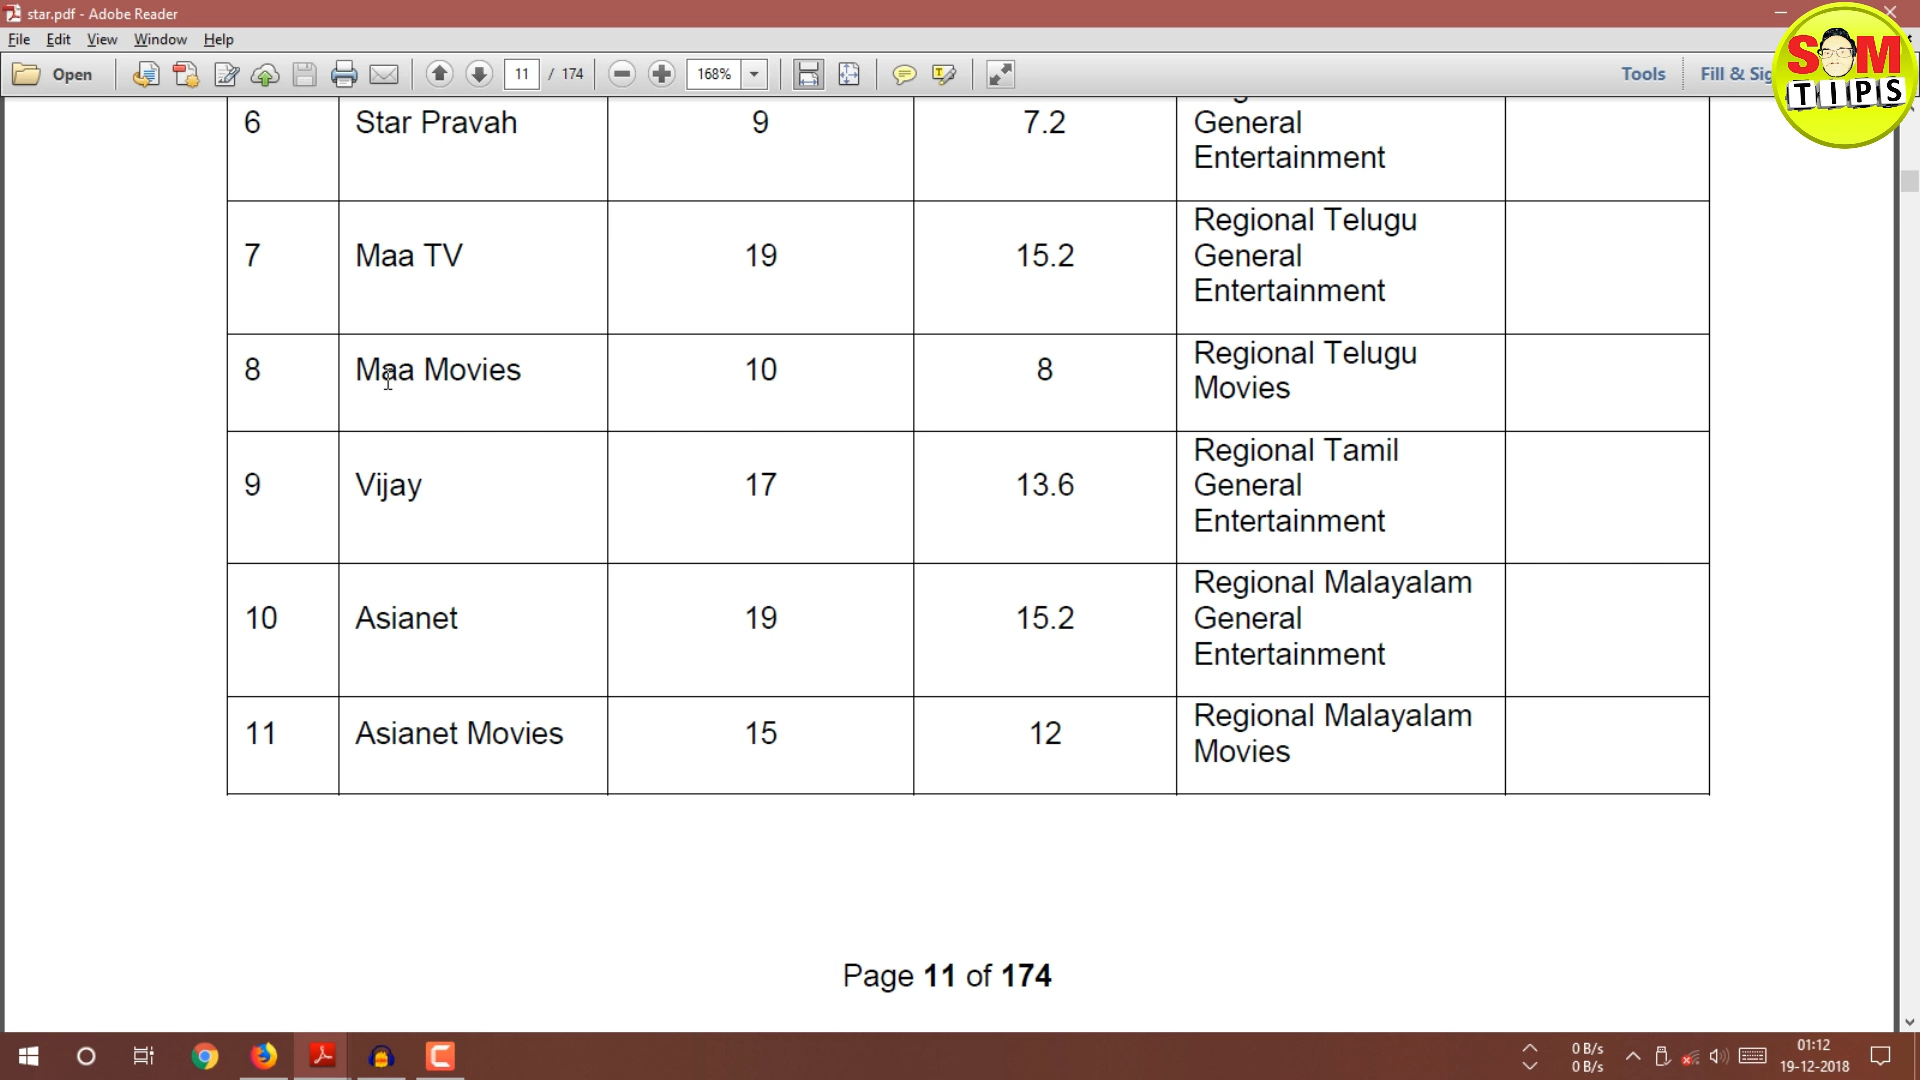 star.pdf - Adobe Reader
File Edit View Window Help
Open 11 / 174 168% Tools Fill & Sig
SOM
TIPS
6 Star Pravah 9 7.2 General
Entertainment
7 Maa TV 19 15.2 Regional Telugu
General
Entertainment
8 Maa Movies 10 8 Regional Telugu
Movies
9 Vijay 17 13.6 Regional Tamil
General
Entertainment
10 Asianet 19 15.2 Regional Malayalam
General
Entertainment
11 Asianet Movies 15 12 Regional Malayalam
Movies
Page 11 of 174
0 B/s
0 B/s
01:12
19-12-2018